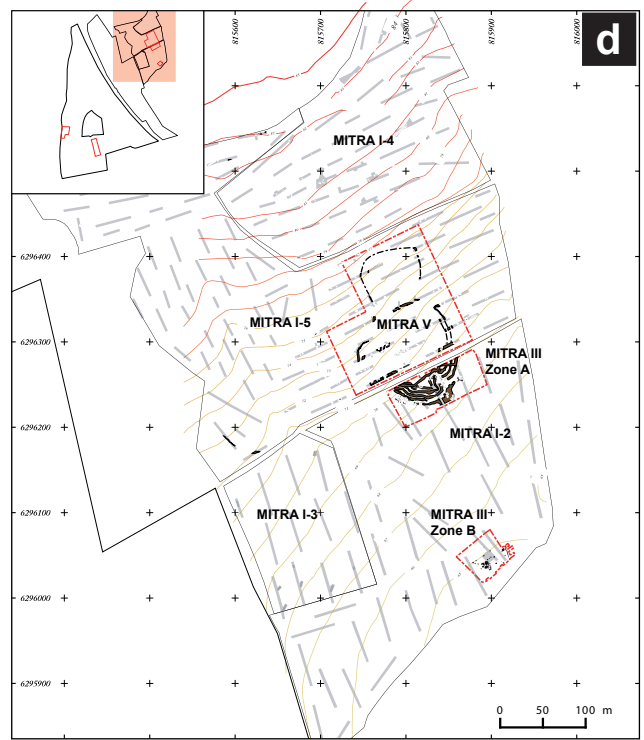 d
815600
815700
815800
815900
816000
MITRA I-4
6296400
MITRA I-5
MITRA V
6296300
MITRA III
Zone A
6296200
MITRA I-2
MITRA I-3
MITRA III
Zone B
6296100
6296000
6295900
0 50 100 m